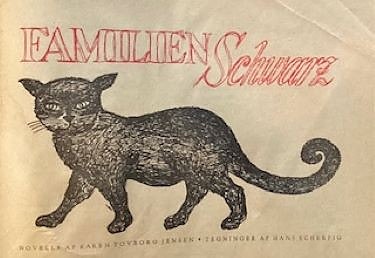 FAMILIEN Schwarz
NOVELLE AF KAREN TOVBORG JENSEN • TEGNINGER AF HANS SCHERFIG